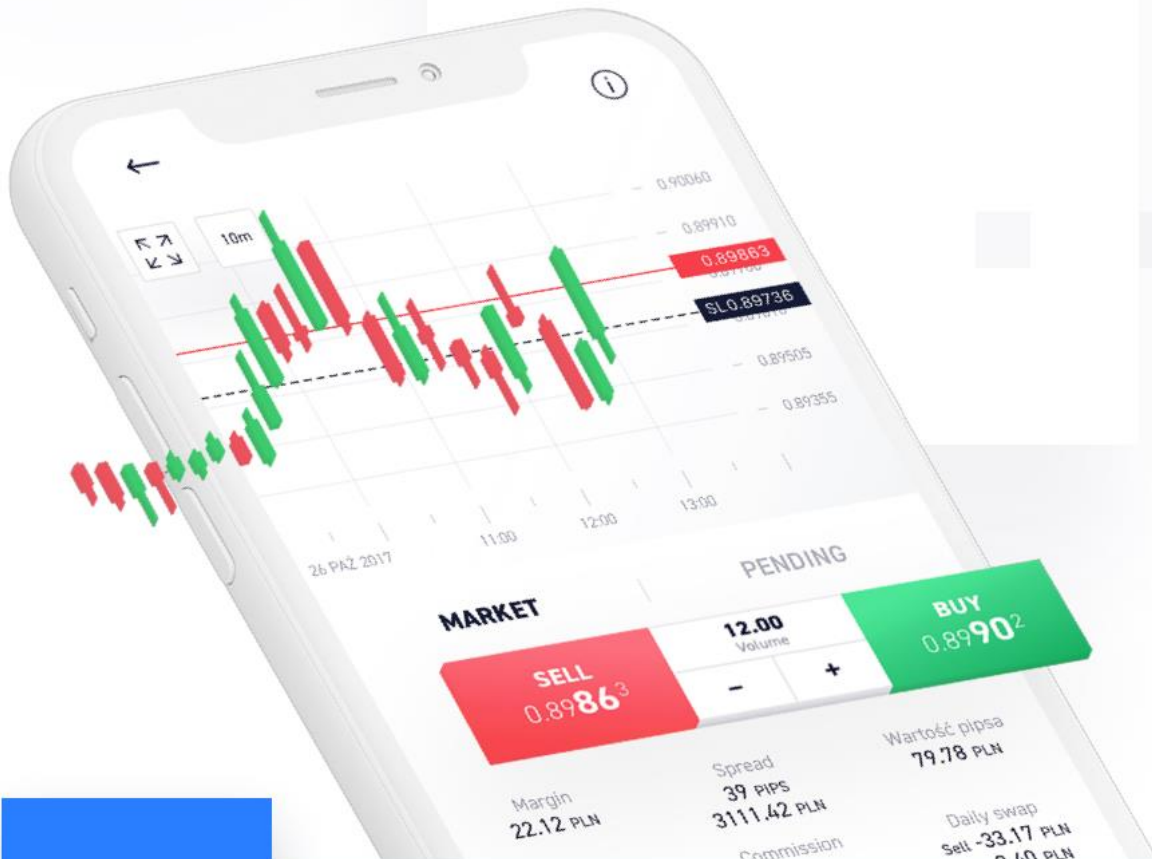 10m
0.90060
0.89910
0.89863
SL0.89736
0.89505
0.89355
26 PAŹ 2017
11:00
12:00
13:00
MARKET
PENDING
SELL
0.89863
12.00
Volume
- +
BUY
0.89902
Margin
22.12 PLN
Spread
39 PIPS
3111.42 PLN
Wartość pipsa
79.78 PLN
Commission
Daily swap
Sell -33.17 PLN